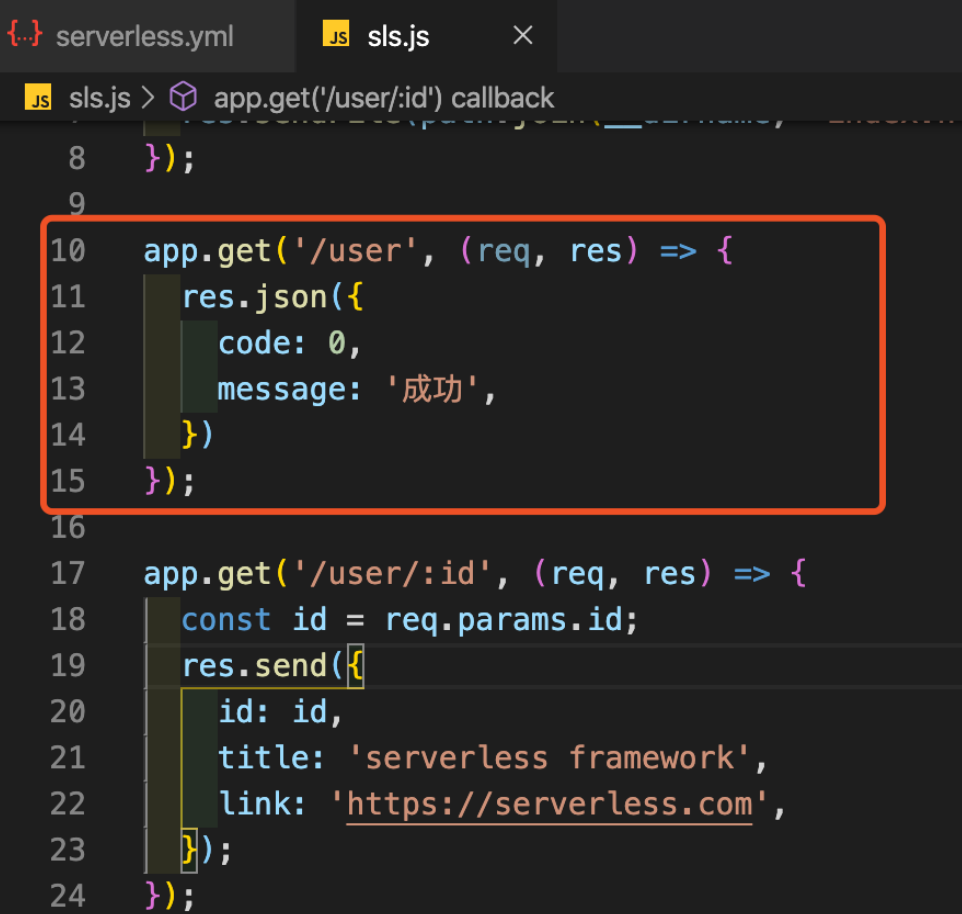 {...} serverless.yml JS sls.js ×
JS sls.js > app.get('/user/:id') callback
8 });
9
10 app.get('/user', (req, res) => {
11 res.json({
12 code: 0,
13 message: '成功',
14 })
15 });
16
17 app.get('/user/:id', (req, res) => {
18 const id = req.params.id;
19 res.send({
20 id: id,
21 title: 'serverless framework',
22 link: 'https://serverless.com',
23 });
24 });